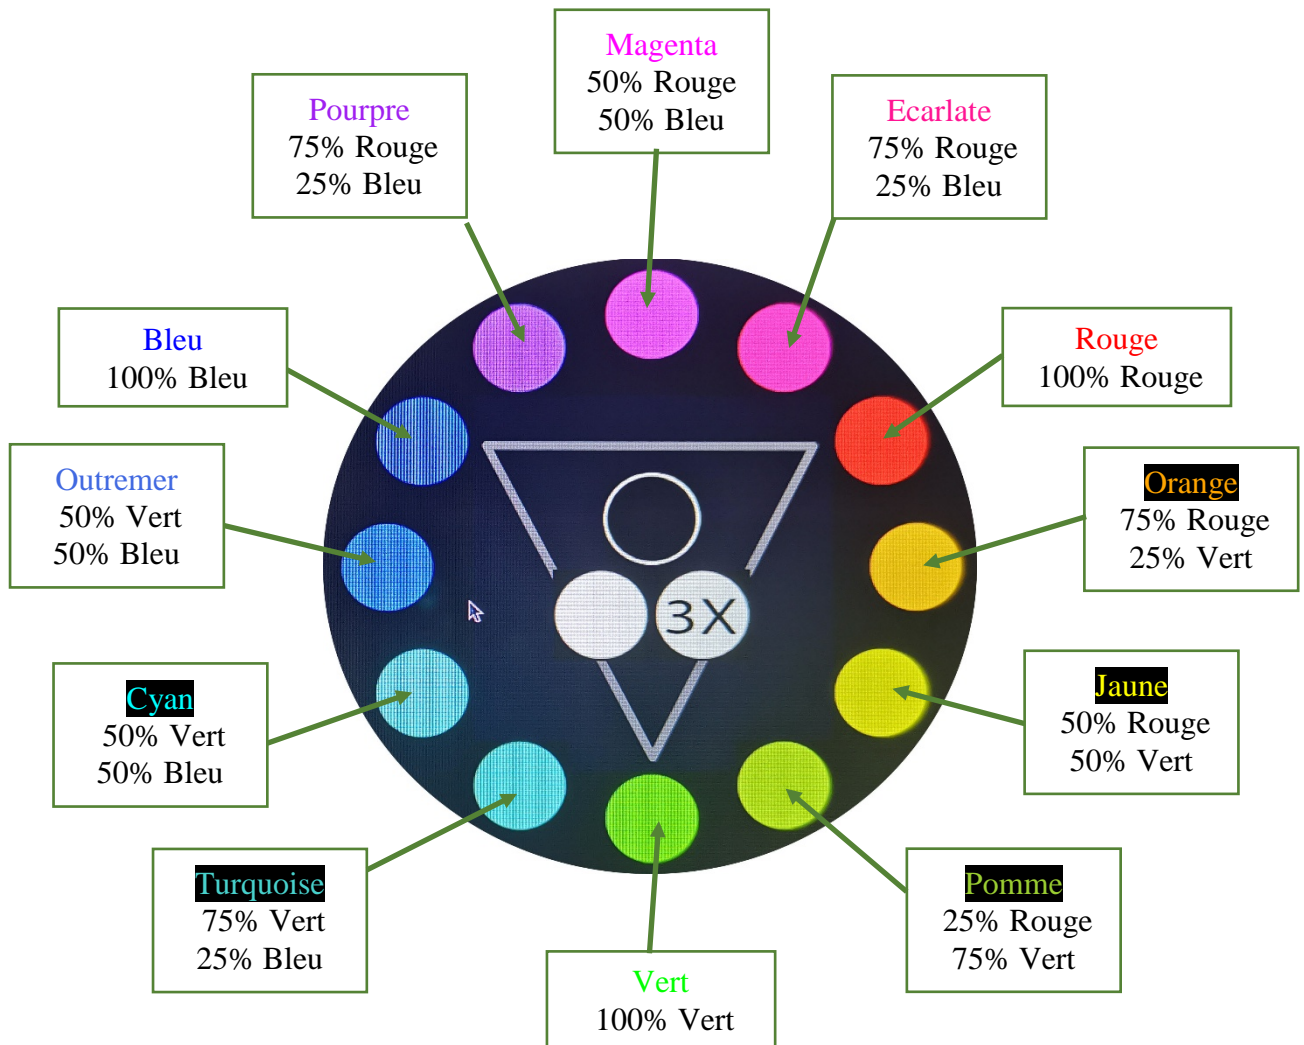 Magenta
50% Rouge
50% Bleu
Pourpre
75% Rouge
25% Bleu
Ecarlate
75% Rouge
25% Bleu
Bleu
100% Bleu
Rouge
100% Rouge
Outremer
50% Vert
50% Bleu
Orange
75% Rouge
25% Vert
3X
Cyan
50% Vert
50% Bleu
Jaune
50% Rouge
50% Vert
Turquoise
75% Vert
25% Bleu
Pomme
25% Rouge
75% Vert
Vert
100% Vert